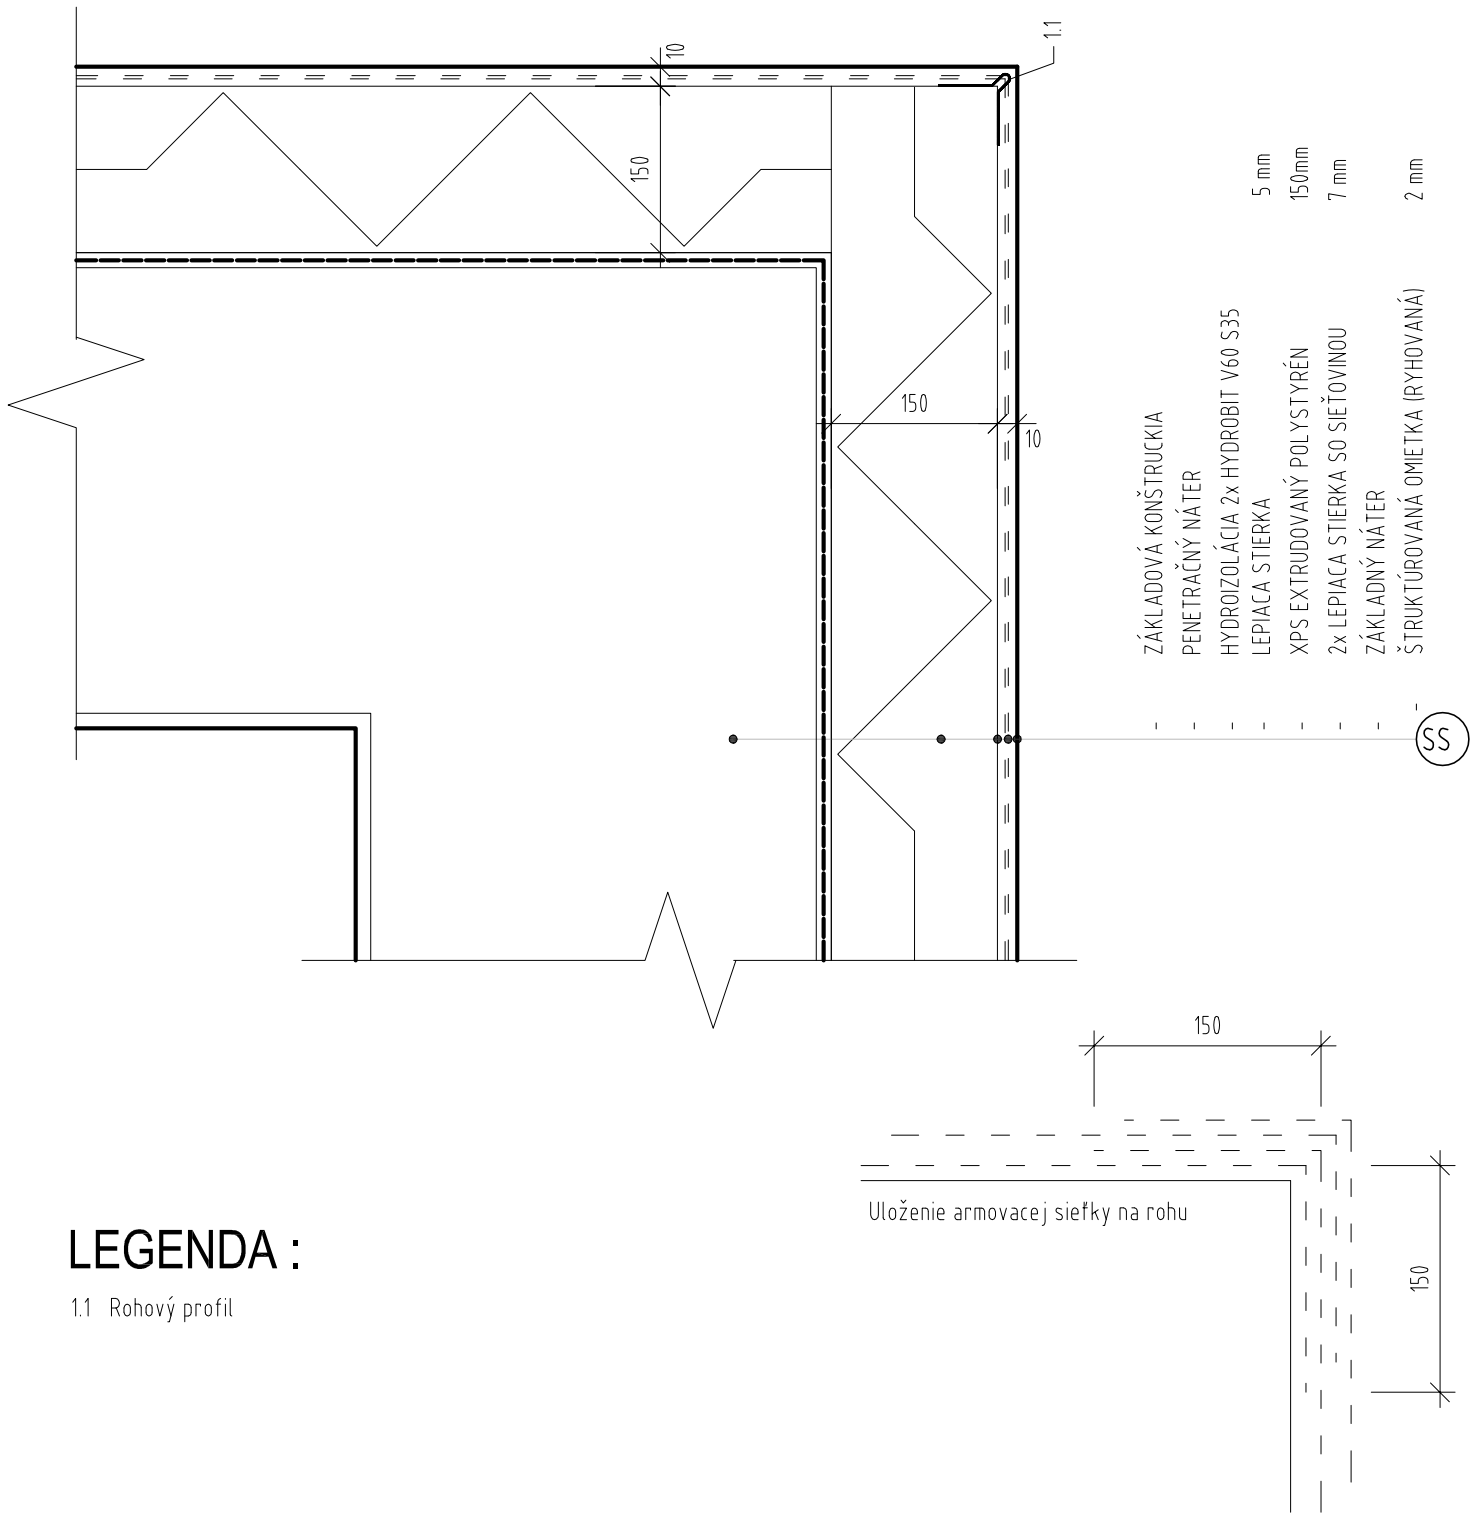 1.1
10
150
150
10
ZÁKLADOVÁ KONŠTRUCKIA
PENETRAČNÝ NÁTER
HYDROIZOLÁCIA 2x HYDROBIT V60 S35
LEPIACA STIERKA 5 mm
XPS EXTRUDOVANÝ POLYSTYRÉN 150mm
2x LEPIACA STIERKA SO SIEŤOVINOU 7 mm
ZÁKLADNÝ NÁTER
ŠTRUKTÚROVANÁ OMIETKA (RYHOVANÁ) 2 mm
SS
150
150
Uloženie armovacej sieťky na rohu
LEGENDA :
1.1 Rohový profil